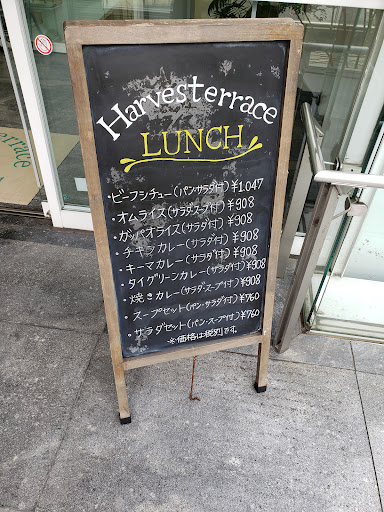 Harvesterrace
LUNCH
・ビーフシチュー(パン・サラダ付)¥1.047
・オムライス(サラダ・スープ付)¥908
・ガパオライス(サラダ付)¥908
・チキンカレー(サラダ付)¥908
・キーマカレー(サラダ付)¥908
・タイグリーンカレー(サラダ付)¥908
・焼きカレー(サラダ・スープ付)¥908
・スープセット(パン・サラダ付)¥760
・サラダセット(パン・スープ付)¥760
※価格は税別です。